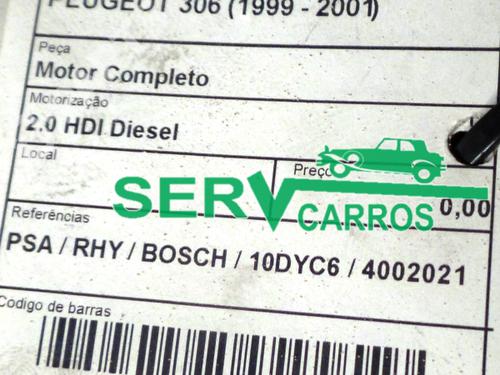 PEUGEOT 306 (1999 - 2001)
Peça
Motor Completo
Motorização
2.0 HDI Diesel
Local
Preço
SERV
CARROS
0,00
Referências
PSA / RHY / BOSCH / 10DYC6 / 4002021
Codigo de barras